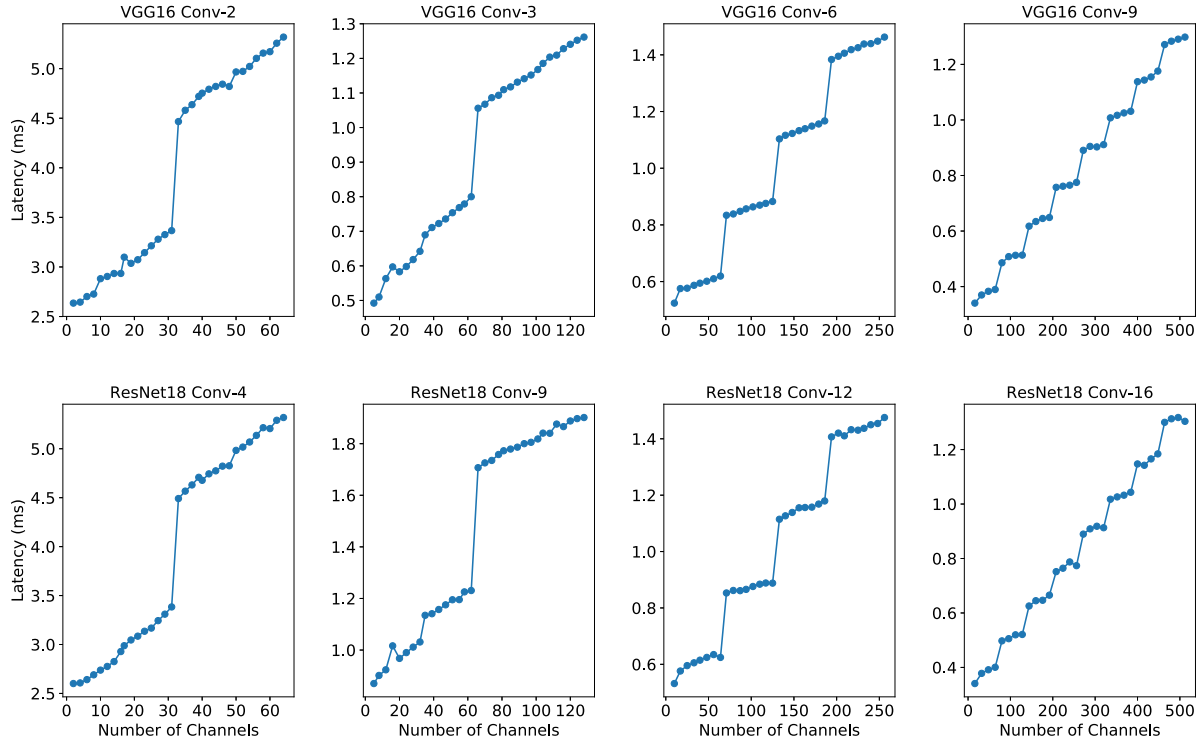 VGG16 Conv-2
VGG16 Conv-3
VGG16 Conv-6
VGG16 Conv-9
Latency (ms)
5.0
4.5
4.0
3.5
3.0
2.5
0 10 20 30 40 50 60
1.3
1.2
1.1
1.0
0.9
0.8
0.7
0.6
0.5
0 20 40 60 80 100 120
1.4
1.2
1.0
0.8
0.6
0 50 100 150 200 250
1.2
1.0
0.8
0.6
0.4
0 100 200 300 400 500
ResNet18 Conv-4
ResNet18 Conv-9
ResNet18 Conv-12
ResNet18 Conv-16
Latency (ms)
5.0
4.5
4.0
3.5
3.0
2.5
0 10 20 30 40 50 60
Number of Channels
1.8
1.6
1.4
1.2
1.0
0 20 40 60 80 100 120
Number of Channels
1.4
1.2
1.0
0.8
0.6
0 50 100 150 200 250
Number of Channels
1.2
1.0
0.8
0.6
0.4
0 100 200 300 400 500
Number of Channels